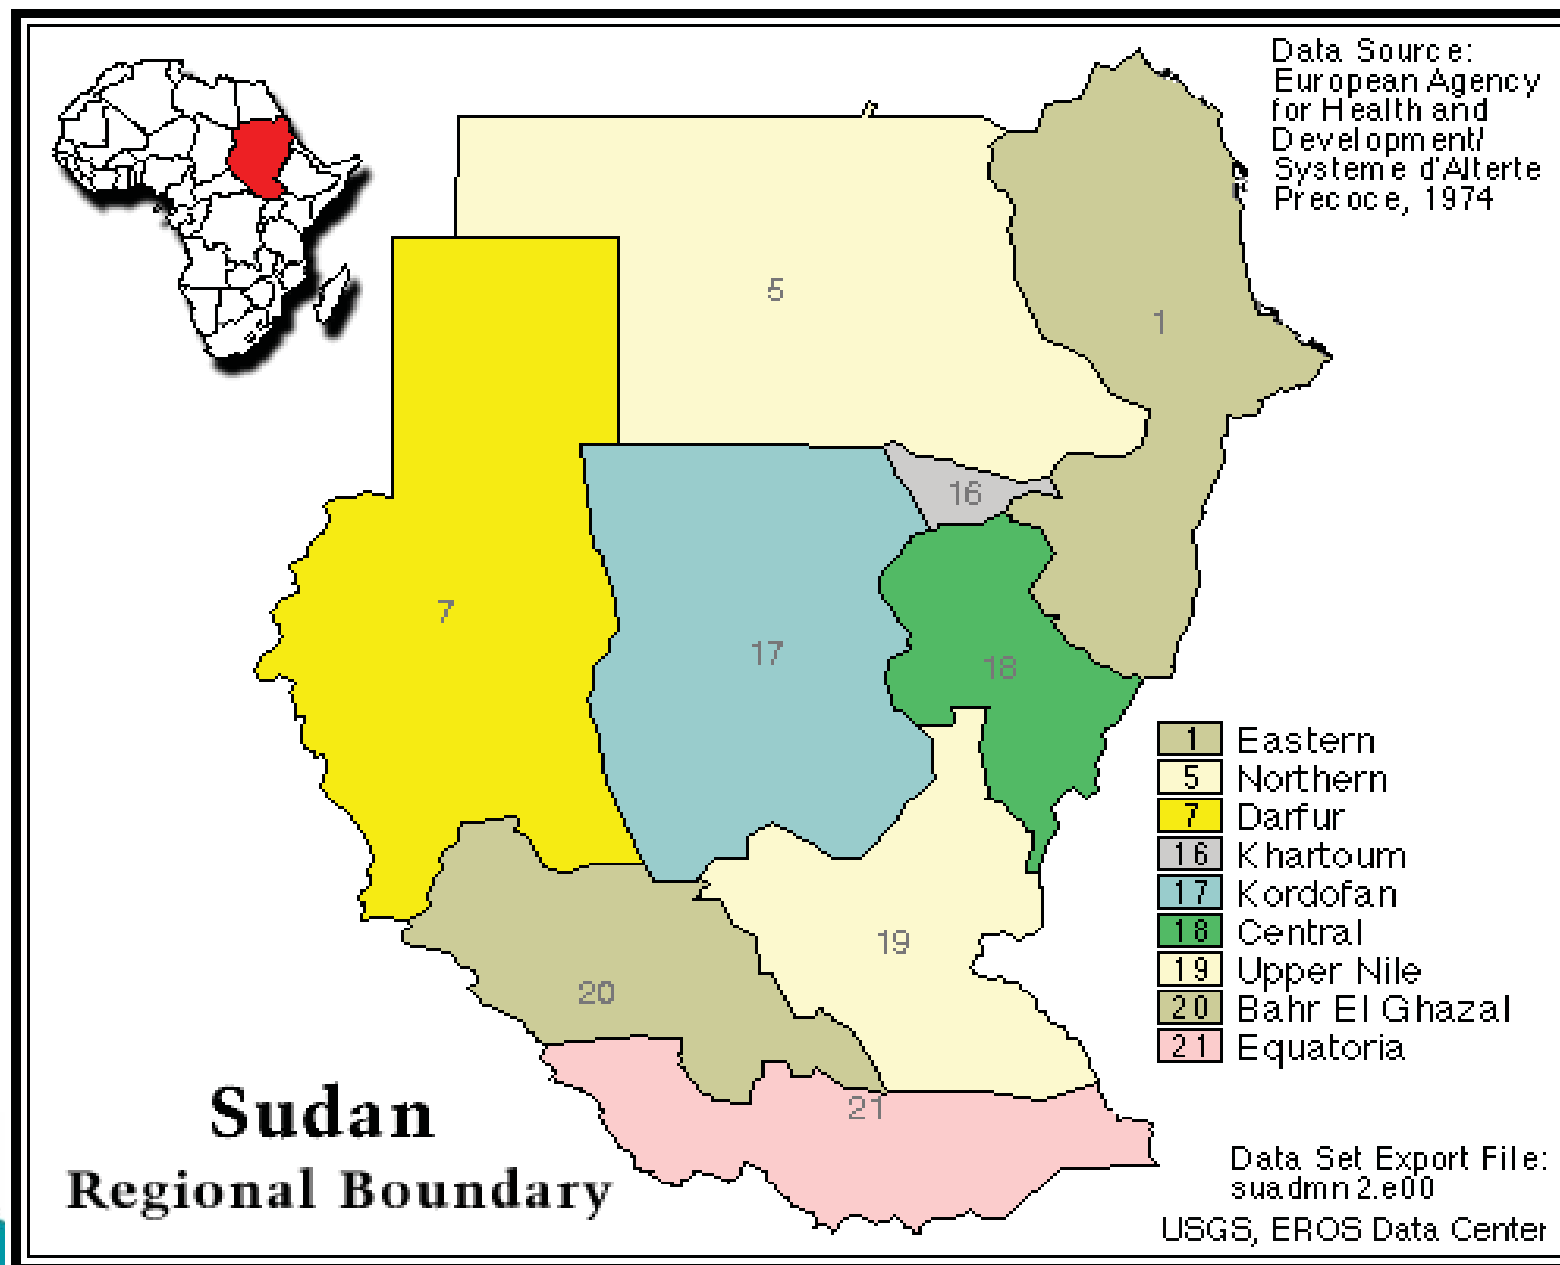 Data Source:
European Agency
for Health and
Development/
Systeme d'Alterte
Precoce, 1974
5
1
16
7
17
18
1 Eastern
5 Northern
7 Darfur
16 Khartoum
17 Kordofan
18 Central
19 Upper Nile
20 Bahr El Ghazal
21 Equatoria
19
20
21
Sudan
Regional Boundary
Data Set Export File:
suadmn2.e00
USGS, EROS Data Center